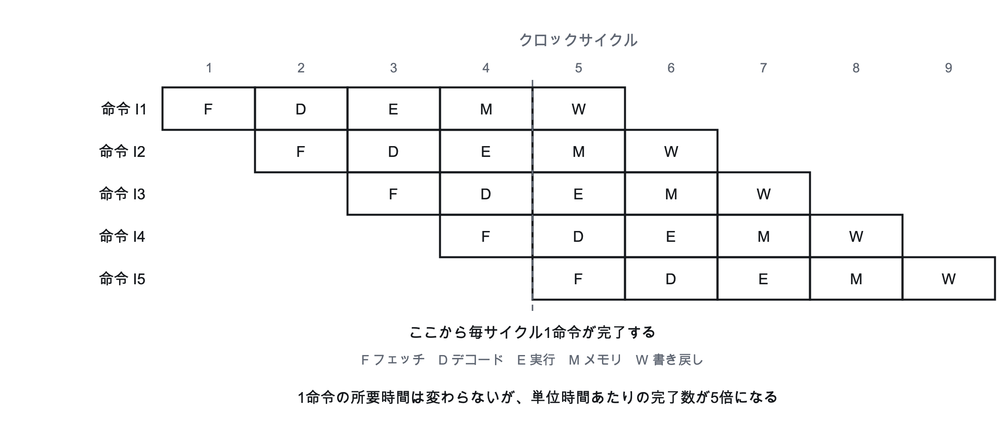 クロックサイクル
1 2 3 4 5 6 7 8 9
命令 I1 F D E M W
命令 I2 F D E M W
命令 I3 F D E M W
命令 I4 F D E M W
命令 I5 F D E M W
ここから毎サイクル1命令が完了する
F フェッチ D デコード E 実行 M メモリ W 書き戻し
1命令の所要時間は変わらないが、単位時間あたりの完了数が5倍になる